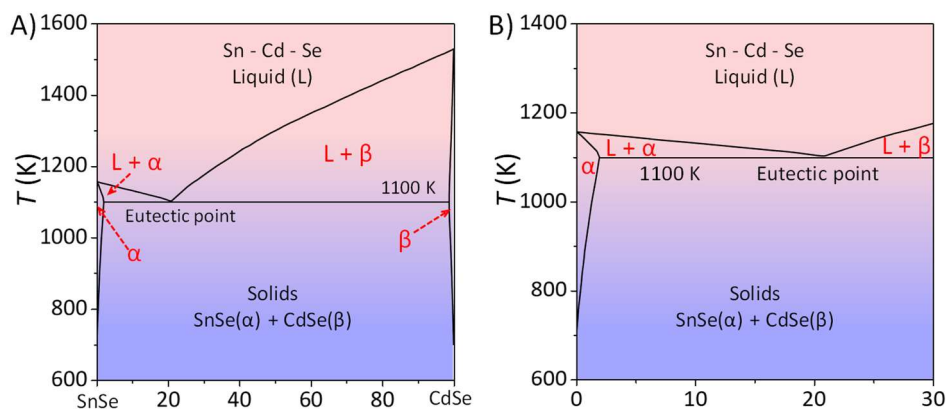 A)
1600
1400
1200
1000
800
600
T (K)
Sn - Cd - Se
Liquid (L)
L + α
L + β
1100 K
Eutectic point
α
β
Solids
SnSe(α) + CdSe(β)
SnSe 20 40 60 80 CdSe
B)
1400
1200
1000
800
600
T (K)
Sn - Cd - Se
Liquid (L)
L + α
L + β
α
1100 K Eutectic point
Solids
SnSe(α) + CdSe(β)
0 10 20 30